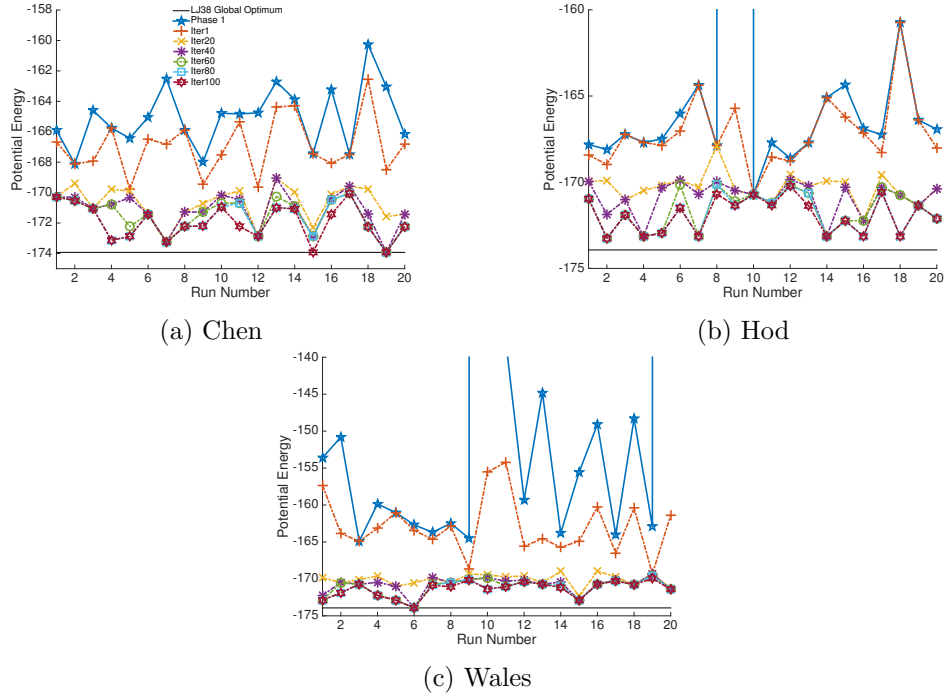 -158
-160
-162
-164
-166
-168
-170
-172
-174
Potential Energy
LJ38 Global Optimum
Phase 1
Iter1
Iter20
Iter40
Iter60
Iter80
Iter100
2 4 6 8 10 12 14 16 18 20
Run Number
(a) Chen
-160
-165
-170
-175
Potential Energy
2 4 6 8 10 12 14 16 18 20
Run Number
(b) Hod
-140
-145
-150
-155
-160
-165
-170
-175
Potential Energy
2 4 6 8 10 12 14 16 18 20
Run Number
(c) Wales